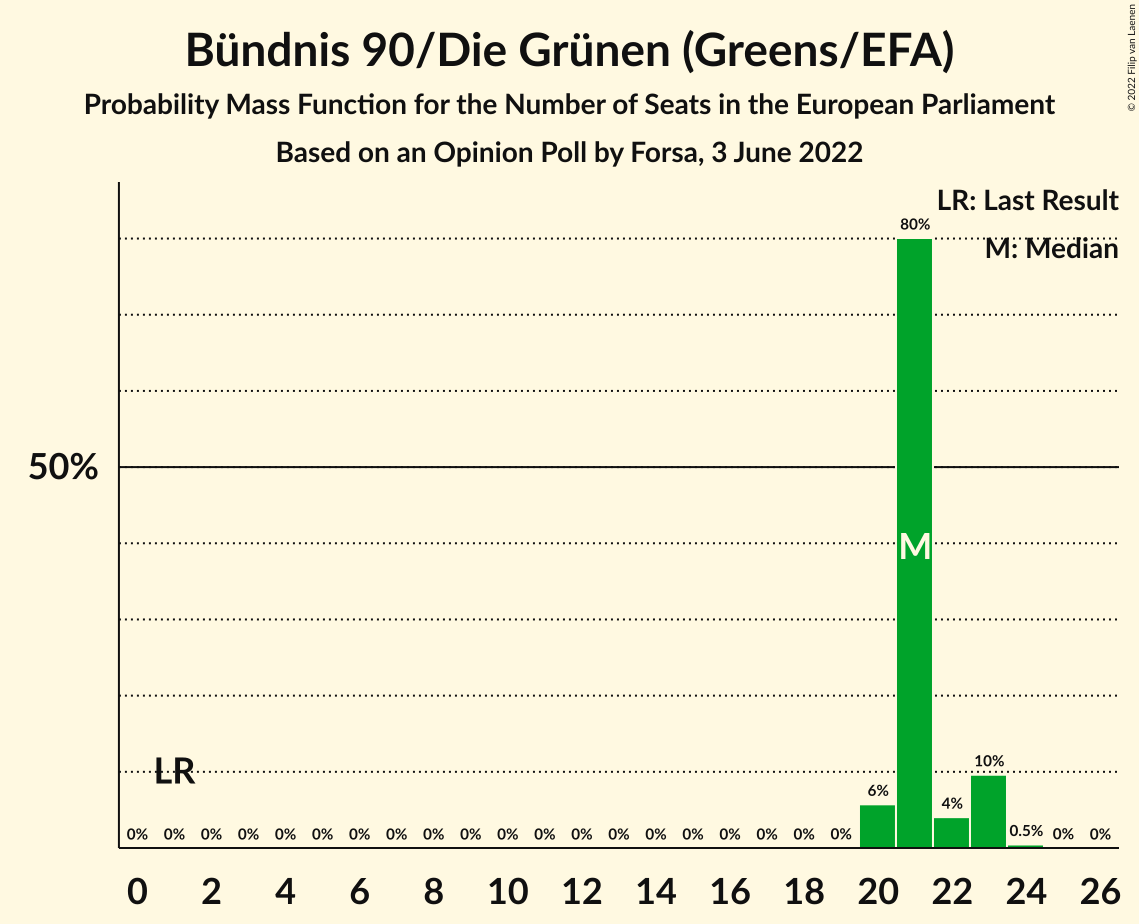 Bündnis 90/Die Grünen (Greens/EFA)
Probability Mass Function for the Number of Seats in the European Parliament
Based on an Opinion Poll by Forsa, 3 June 2022
© 2022 Filip van Laenen
LR: Last Result
M: Median
80%
50%
M
LR
10%
6%
4%
0.5%
0% 0% 0% 0% 0% 0% 0% 0% 0% 0% 0% 0% 0% 0% 0% 0% 0% 0% 0% 0% 0% 0%
0 2 4 6 8 10 12 14 16 18 20 22 24 26